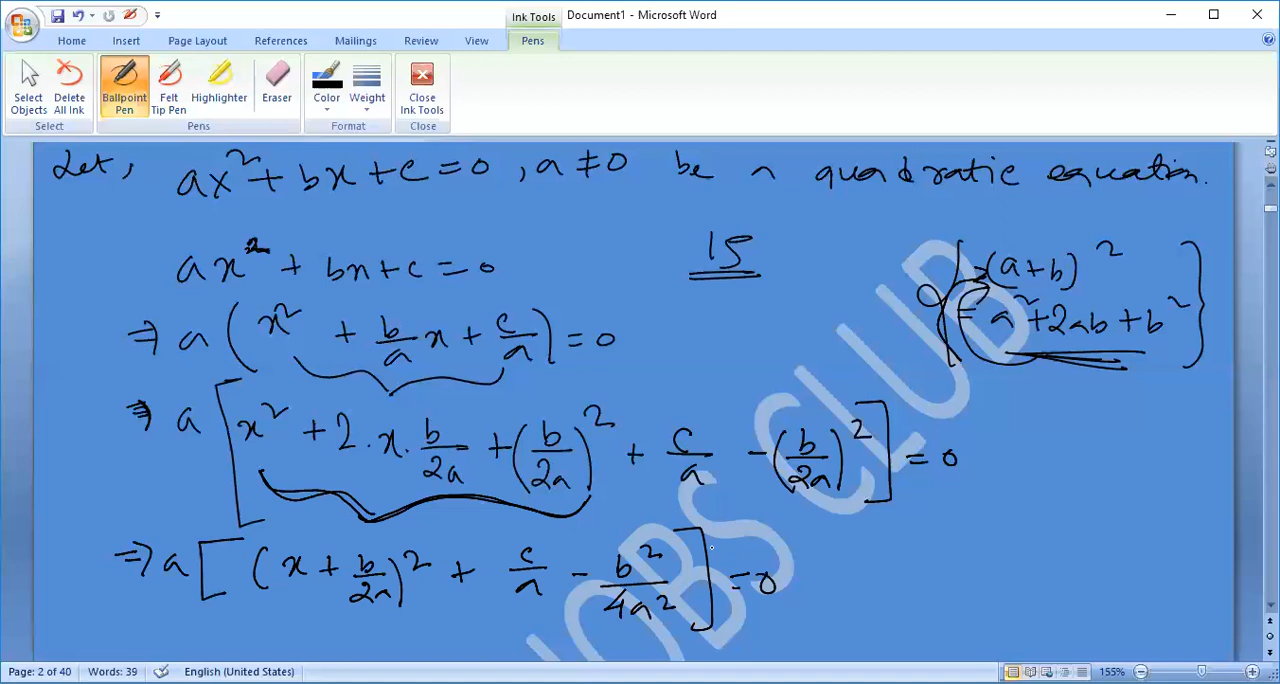 Ink Tools
Document1 - Microsoft Word
Home Insert Page Layout References Mailings Review View Pens
Select Objects
Delete All Ink
Ballpoint Pen
Felt Tip Pen
Highlighter
Eraser
Color
Weight
Close Ink Tools
Select Pens Format Close
Let, ax² + bx + c = 0, a ≠ 0 be a quadratic equation.
ax² + bx + c = 0
15
(a+b)²
= a² + 2ab + b²
⇒ a(x² + b/a x + c/a) = 0
⇒ a[x² + 2·x·b/2a + (b/2a)² + c/a - (b/2a)²] = 0
⇒ a[(x + b/2a)² + c/a - b²/4a²] = 0
JOBS CLUB
Page: 2 of 40 Words: 39 English (United States) 155%